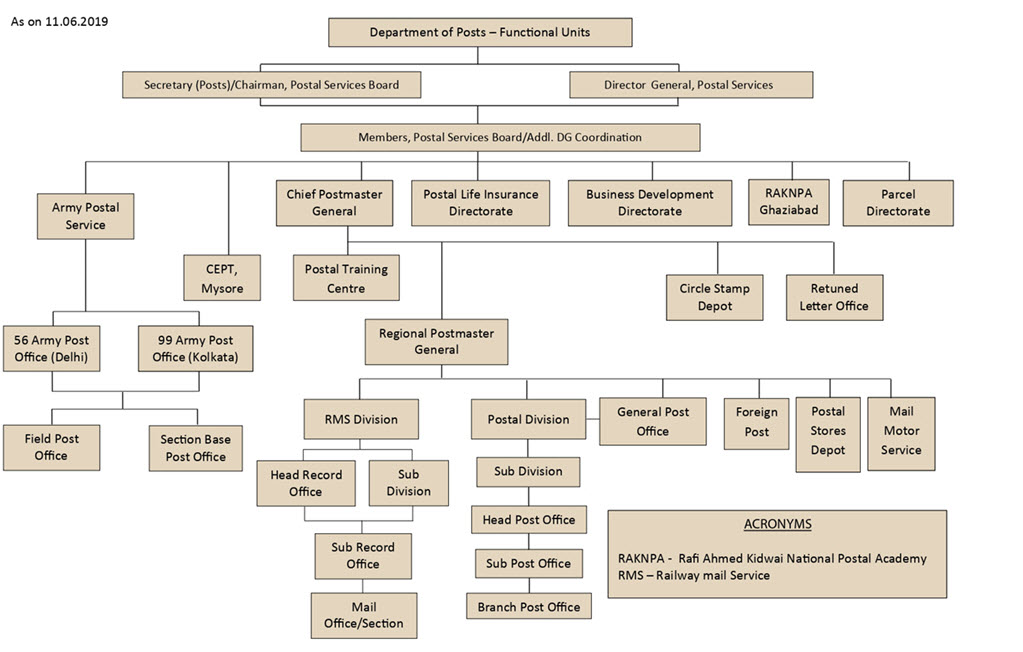 As on 11.06.2019
Department of Posts – Functional Units
Secretary (Posts)/Chairman, Postal Services Board
Director General, Postal Services
Members, Postal Services Board/Addl. DG Coordination
Army Postal
Service
CEPT,
Mysore
Chief Postmaster
General
Postal Life Insurance
Directorate
Business Development
Directorate
RAKNPA
Ghaziabad
Parcel
Directorate
Postal Training
Centre
Circle Stamp
Depot
Retuned
Letter Office
56 Army Post
Office (Delhi)
99 Army Post
Office (Kolkata)
Regional Postmaster
General
Field Post
Office
Section Base
Post Office
RMS Division
Postal Division
General Post
Office
Foreign
Post
Postal
Stores
Depot
Mail
Motor
Service
Head Record
Office
Sub
Division
Sub Division
Head Post Office
Sub Record
Office
Sub Post Office
Mail
Office/Section
Branch Post Office
ACRONYMS
RAKNPA - Rafi Ahmed Kidwai National Postal Academy
RMS – Railway mail Service